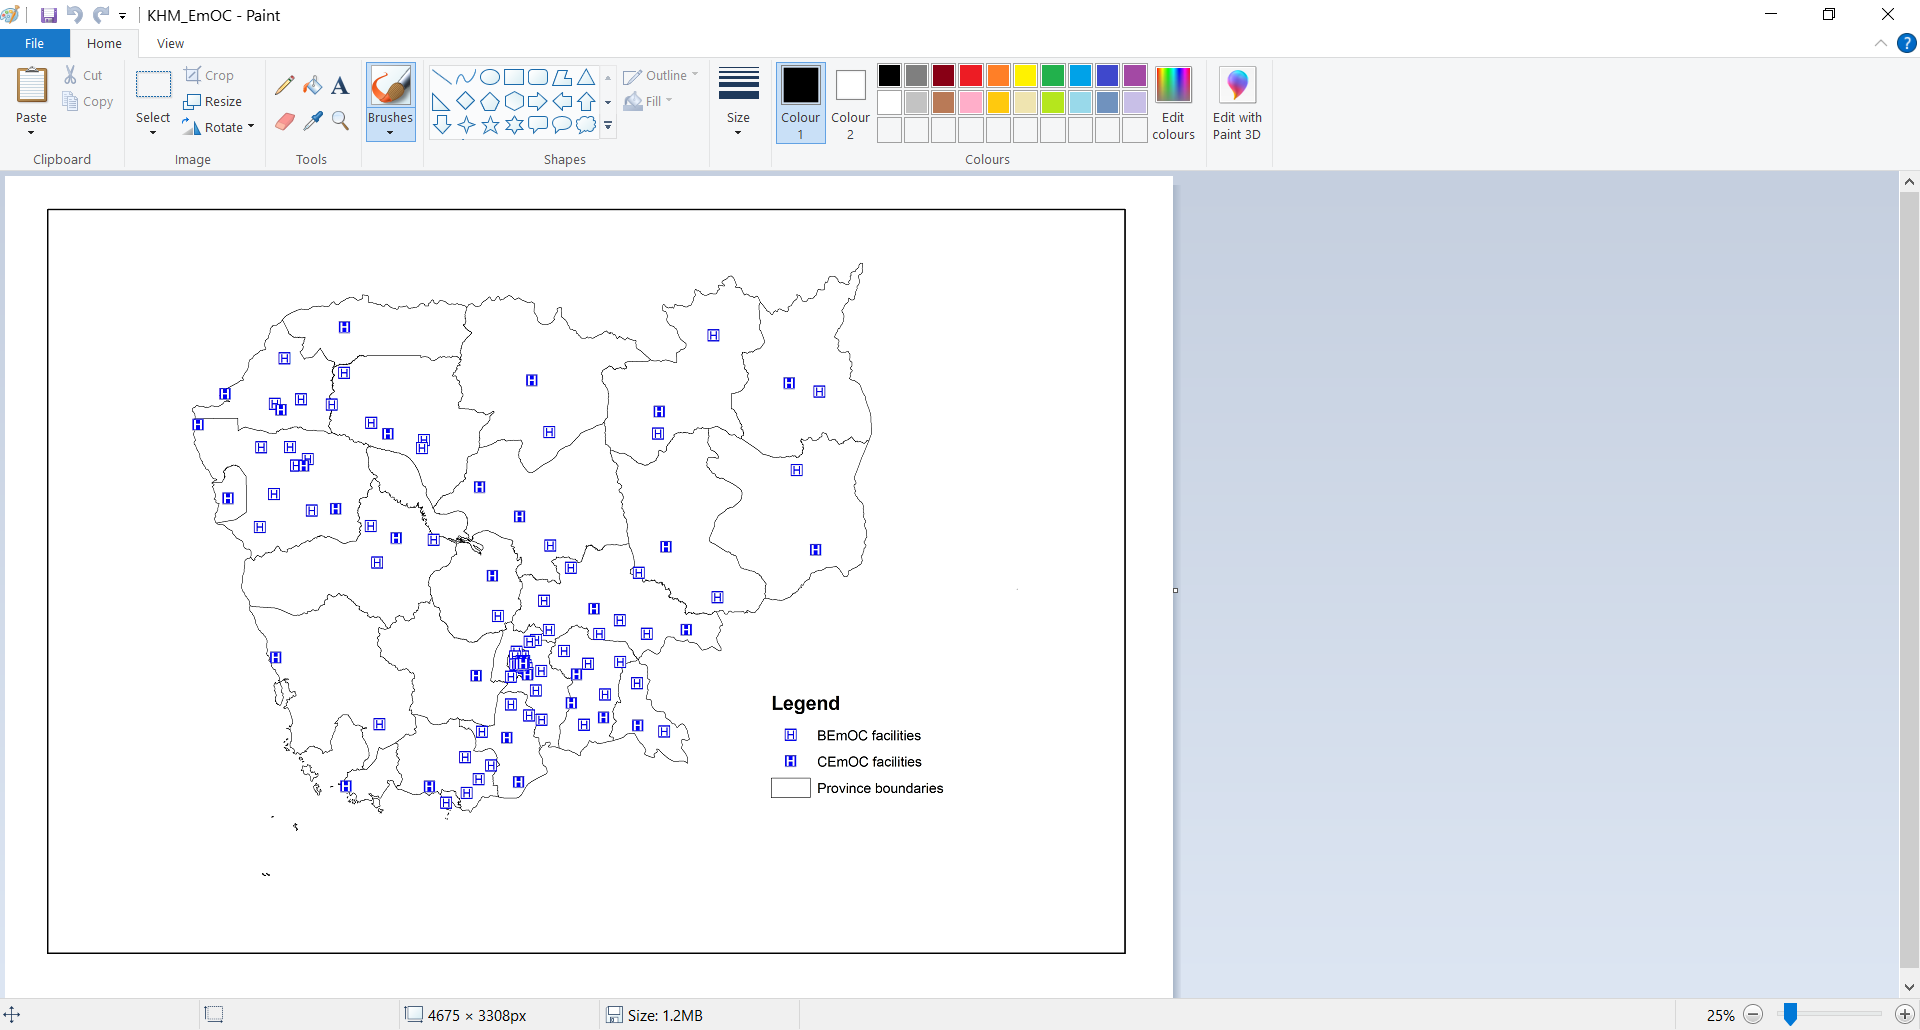 KHM_EmOC - Paint
File Home View
Paste
Cut
Copy
Clipboard
Select
Crop
Resize
Rotate
Image
A
Tools
Brushes
Outline
Fill
Shapes
Size
Colour 1
Colour 2
Edit colours
Colours
Edit with Paint 3D
?
Legend
H BEmOC facilities
H CEmOC facilities
Province boundaries
4675 × 3308px
Size: 1.2MB
25%